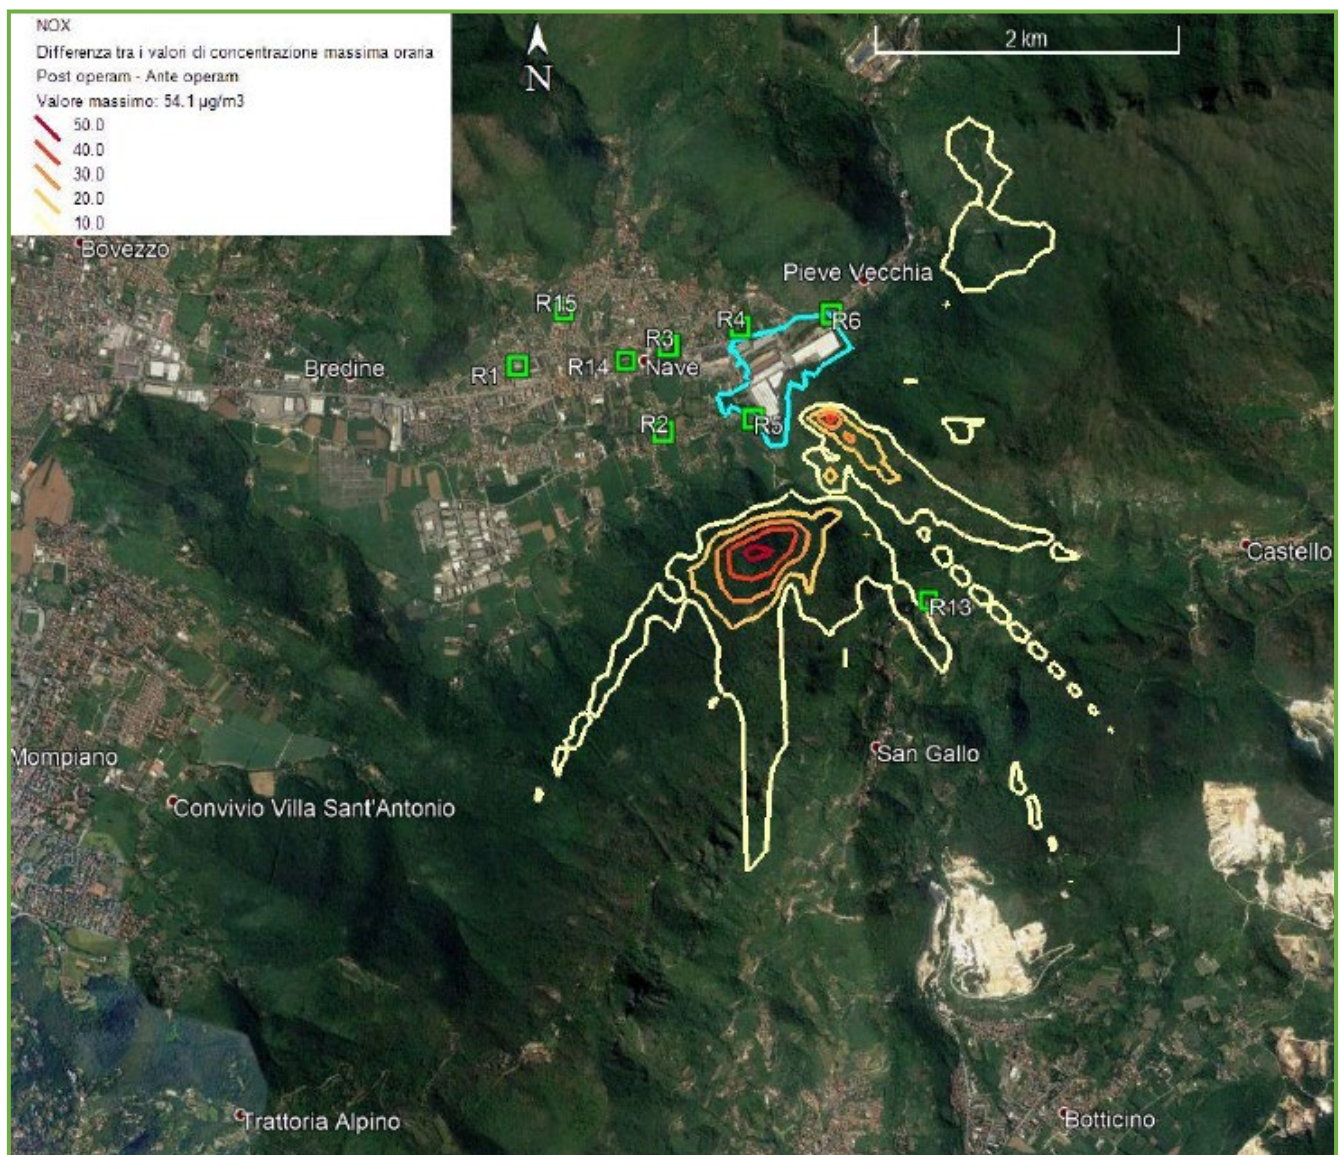 NOX
Differenza tra i valori di concentrazione massima oraria
Post operam - Ante operam
Valore massimo: 54.1 µg/m3
50.0
40.0
30.0
20.0
10.0
N
2 km
Bovezzo
Pieve Vecchia
R15
R4
R6
R3
Bredine
R1
R14
Nave
R2
R5
Castello
R13
Mompiano
San Gallo
Convivio Villa Sant'Antonio
Trattoria Alpino
Botticino